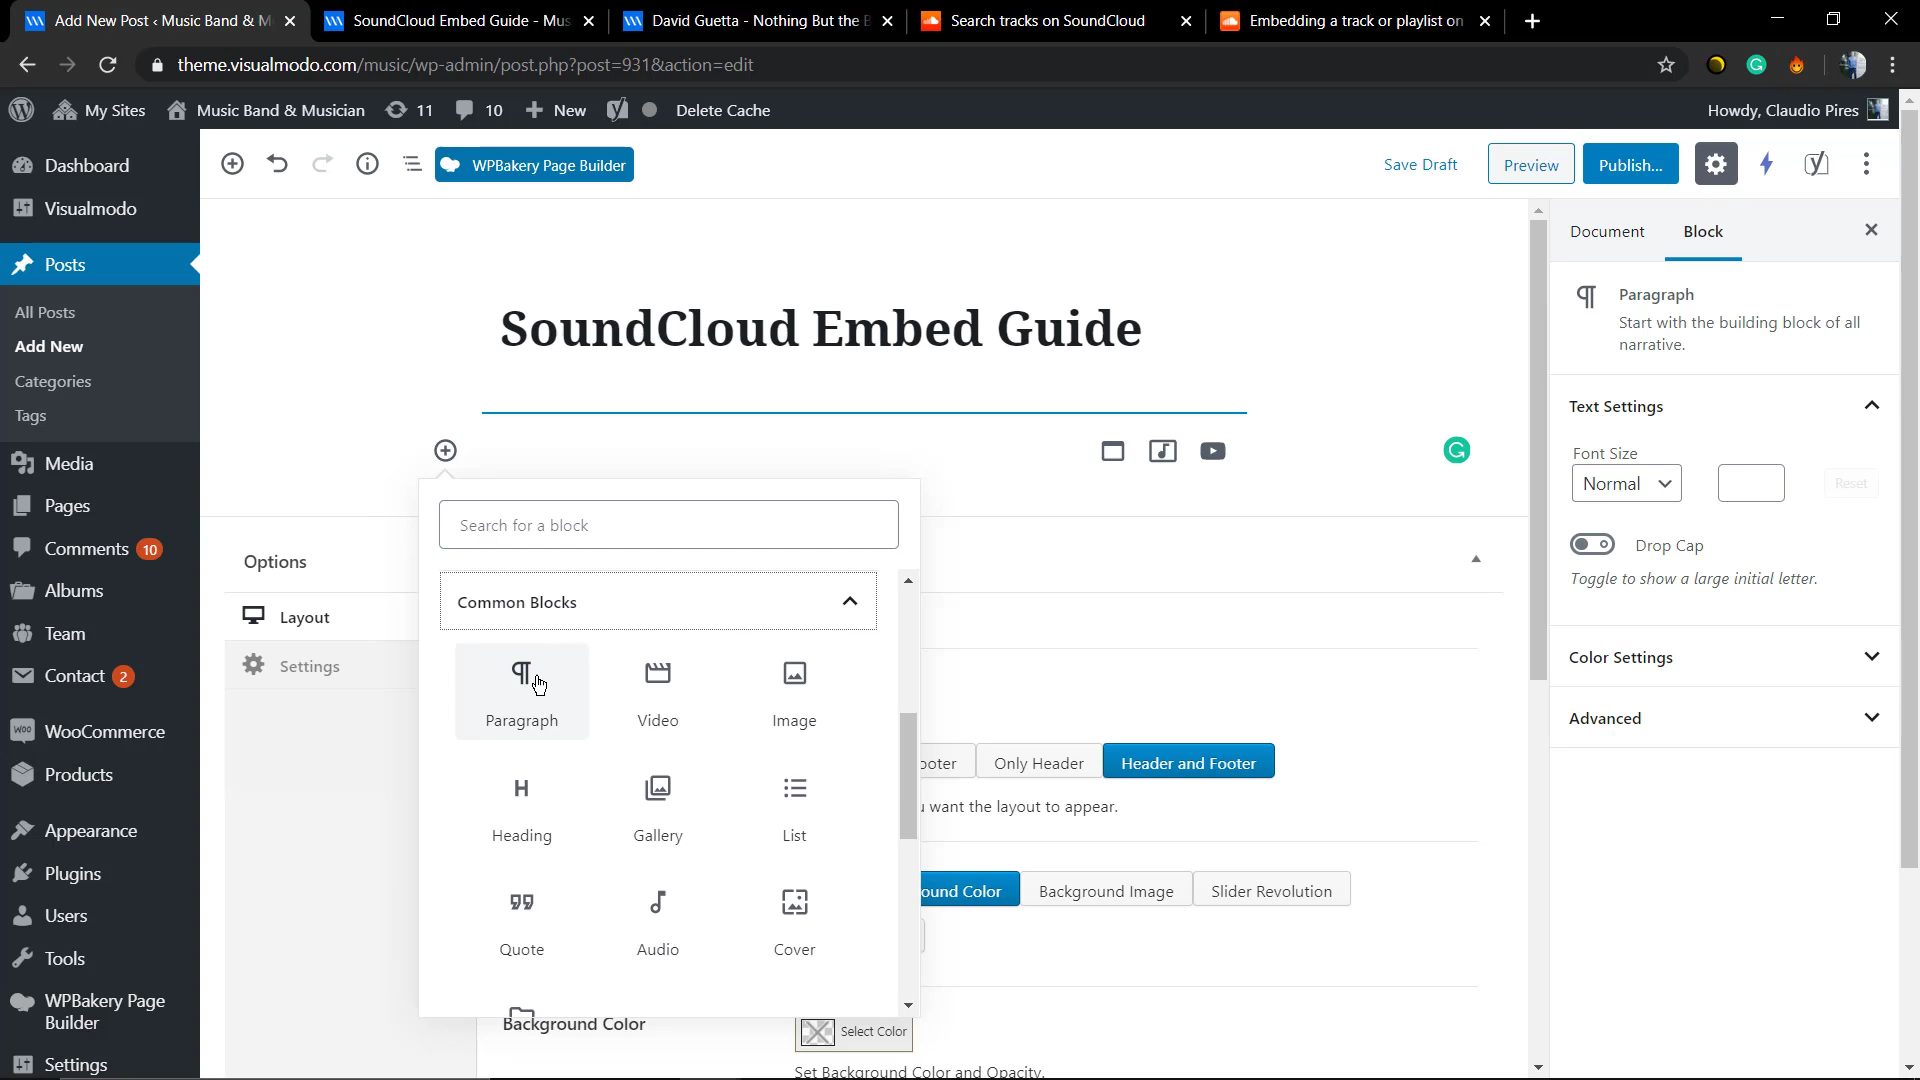 Add New Post ‹ Music Band & M
SoundCloud Embed Guide - Mus
David Guetta - Nothing But the B
Search tracks on SoundCloud
Embedding a track or playlist on
theme.visualmodo.com/music/wp-admin/post.php?post=931&action=edit
My Sites
Music Band & Musician
11
10
New
Delete Cache
Howdy, Claudio Pires
Dashboard
Visualmodo
Posts
All Posts
Add New
Categories
Tags
Media
Pages
Comments 10
Albums
Team
Contact 2
WooCommerce
Products
Appearance
Plugins
Users
Tools
WPBakery Page
Builder
Settings
WPBakery Page Builder
Save Draft
Preview
Publish...
SoundCloud Embed Guide
Search for a block
Common Blocks
Paragraph
Video
Image
Heading
Gallery
List
Quote
Audio
Cover
Options
Layout
Settings
Only Header
Header and Footer
want the layout to appear.
Color
Background Image
Slider Revolution
Background Color
Select Color
Set Background Color and Opacity.
Document
Block
Paragraph
Start with the building block of all
narrative.
Text Settings
Font Size
Normal
Reset
Drop Cap
Toggle to show a large initial letter.
Color Settings
Advanced